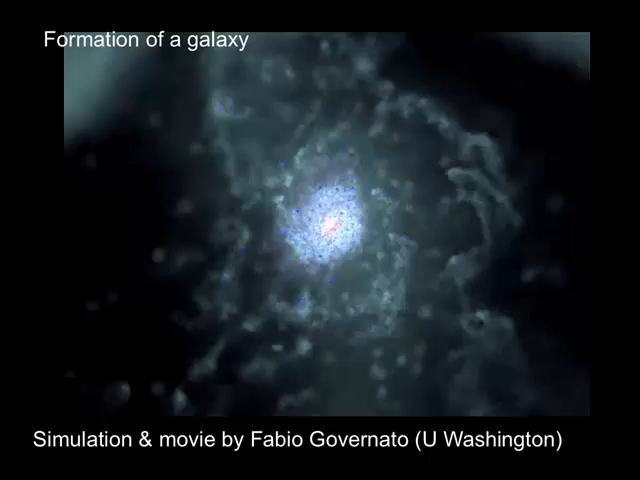 Formation of a galaxy
Simulation & movie by Fabio Governato (U Washington)